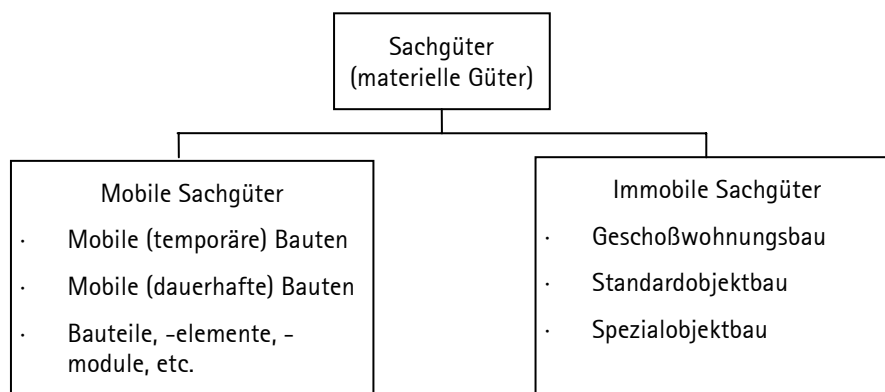 Sachgüter
(materielle Güter)
Mobile Sachgüter
· Mobile (temporäre) Bauten
· Mobile (dauerhafte) Bauten
· Bauteile, -elemente, -
module, etc.
Immobile Sachgüter
· Geschoßwohnungsbau
· Standardobjektbau
· Spezialobjektbau